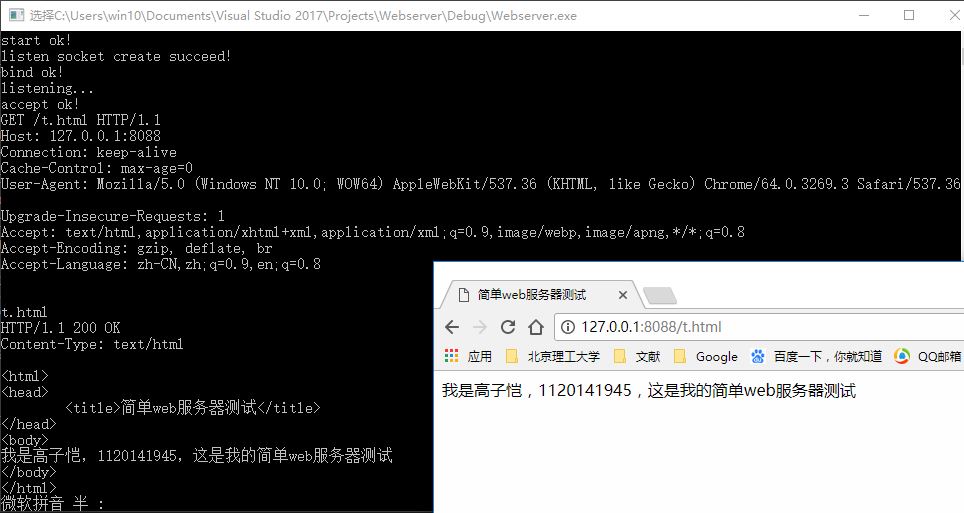 选择C:\Users\win10\Documents\Visual Studio 2017\Projects\Webserver\Debug\Webserver.exe
start ok!
listen socket create succeed!
bind ok!
listening...
accept ok!
GET /t.html HTTP/1.1
Host: 127.0.0.1:8088
Connection: keep-alive
Cache-Control: max-age=0
User-Agent: Mozilla/5.0 (Windows NT 10.0; WOW64) AppleWebKit/537.36 (KHTML, like Gecko) Chrome/64.0.3269.3 Safari/537.36
Upgrade-Insecure-Requests: 1
Accept: text/html,application/xhtml+xml,application/xml;q=0.9,image/webp,image/apng,*/*;q=0.8
Accept-Encoding: gzip, deflate, br
Accept-Language: zh-CN,zh;q=0.9,en;q=0.8
t.html
HTTP/1.1 200 OK
Content-Type: text/html
<html>
<head>
<title>简单web服务器测试</title>
</head>
<body>
我是高子恺，1120141945，这是我的简单web服务器测试
</body>
</html>
微软拼音 半 :
简单web服务器测试
127.0.0.1:8088/t.html
应用 北京理工大学 文献 Google 百度一下，你就知道 QQ邮箱
我是高子恺，1120141945，这是我的简单web服务器测试